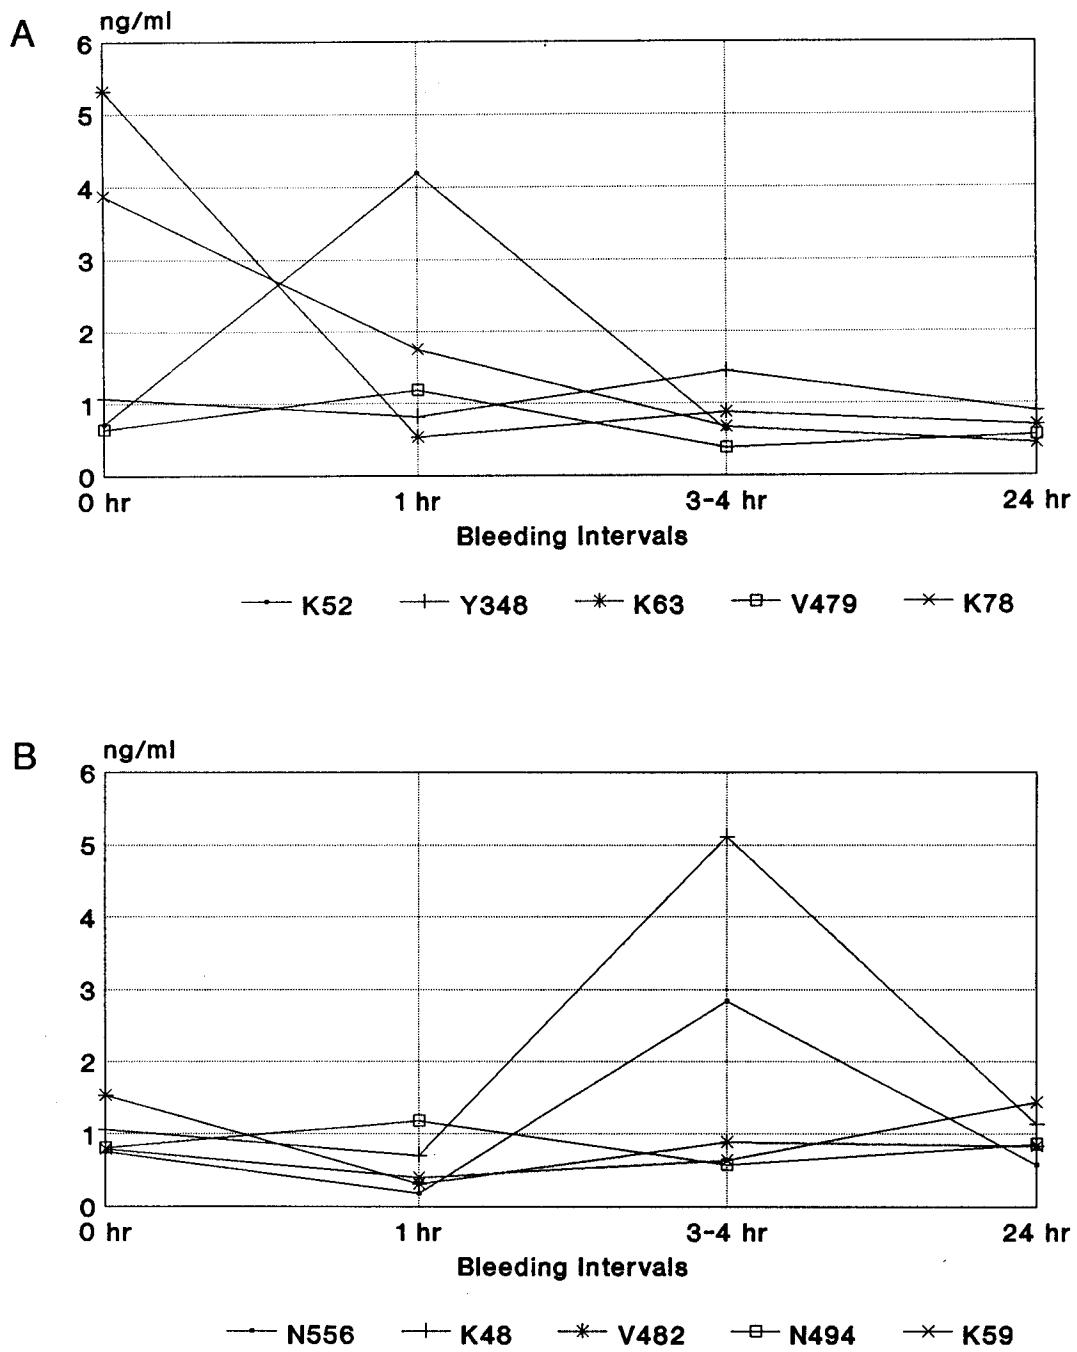 A
ng/ml
6
5
4
3
2
1
0
0 hr 1 hr 3-4 hr 24 hr
Bleeding Intervals
K52 Y348 K63 V479 K78
B
ng/ml
6
5
4
3
2
1
0
0 hr 1 hr 3-4 hr 24 hr
Bleeding Intervals
N556 K48 V482 N494 K59